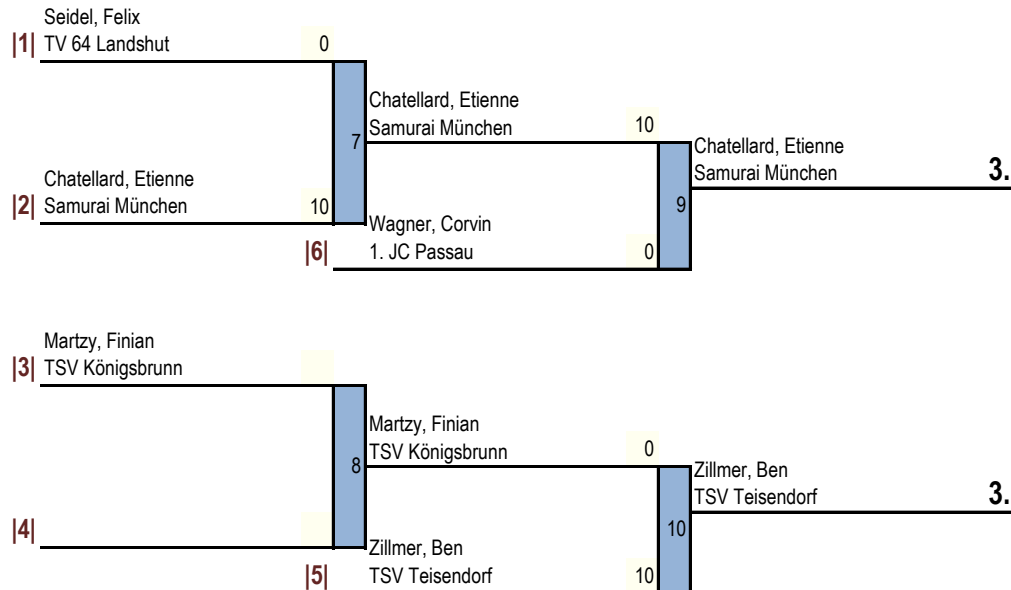 Seidel, Felix
|1| TV 64 Landshut 0
Chatellard, Etienne
7 Samurai München 10
Chatellard, Etienne
Samurai München 3.
Chatellard, Etienne
|2| Samurai München 10
9
Wagner, Corvin
|6| 1. JC Passau 0
Martzy, Finian
|3| TSV Königsbrunn
Martzy, Finian
TSV Königsbrunn 0
8
Zillmer, Ben
TSV Teisendorf 3.
|4|
10
Zillmer, Ben
|5| TSV Teisendorf 10